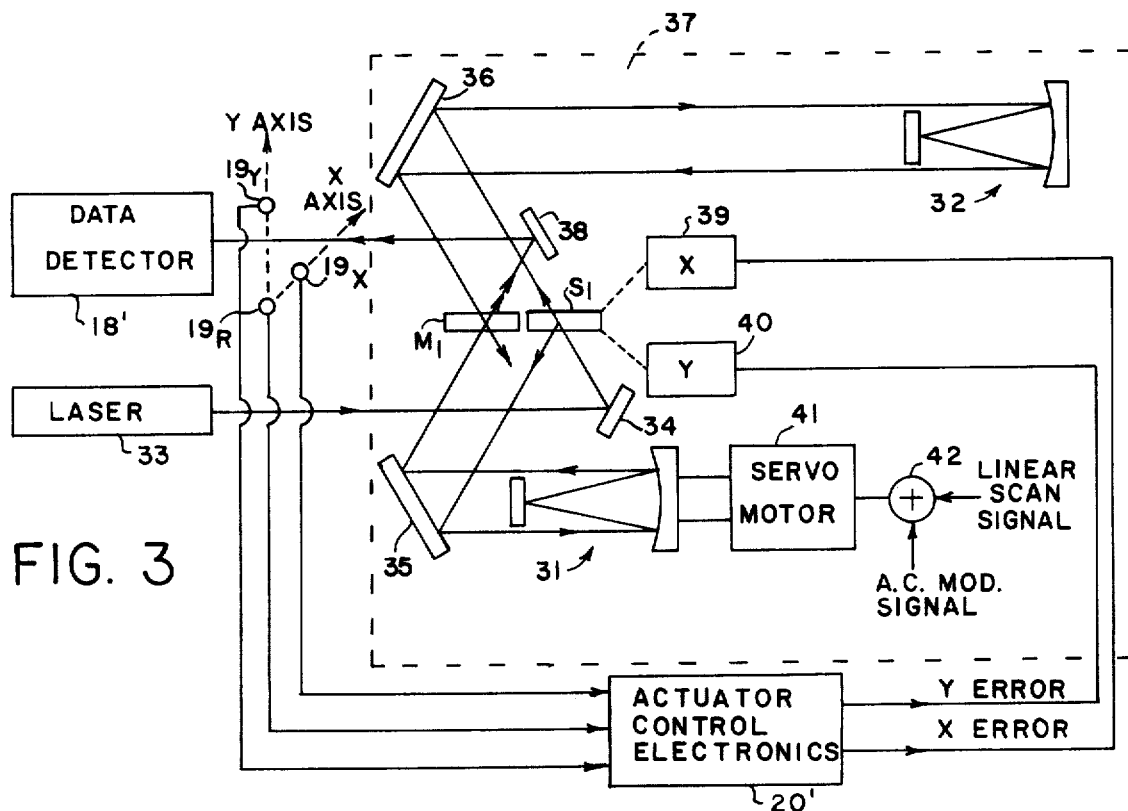 37
36
Y AXIS
19Y
X
AXIS
DATA
DETECTOR
18'
19R
19X
38
32
39
X
S1
M1
40
Y
LASER
33
34
41
SERVO
MOTOR
42
+
LINEAR
SCAN
SIGNAL
35
31
A.C. MOD.
SIGNAL
FIG. 3
ACTUATOR
CONTROL
ELECTRONICS
20'
Y ERROR
X ERROR